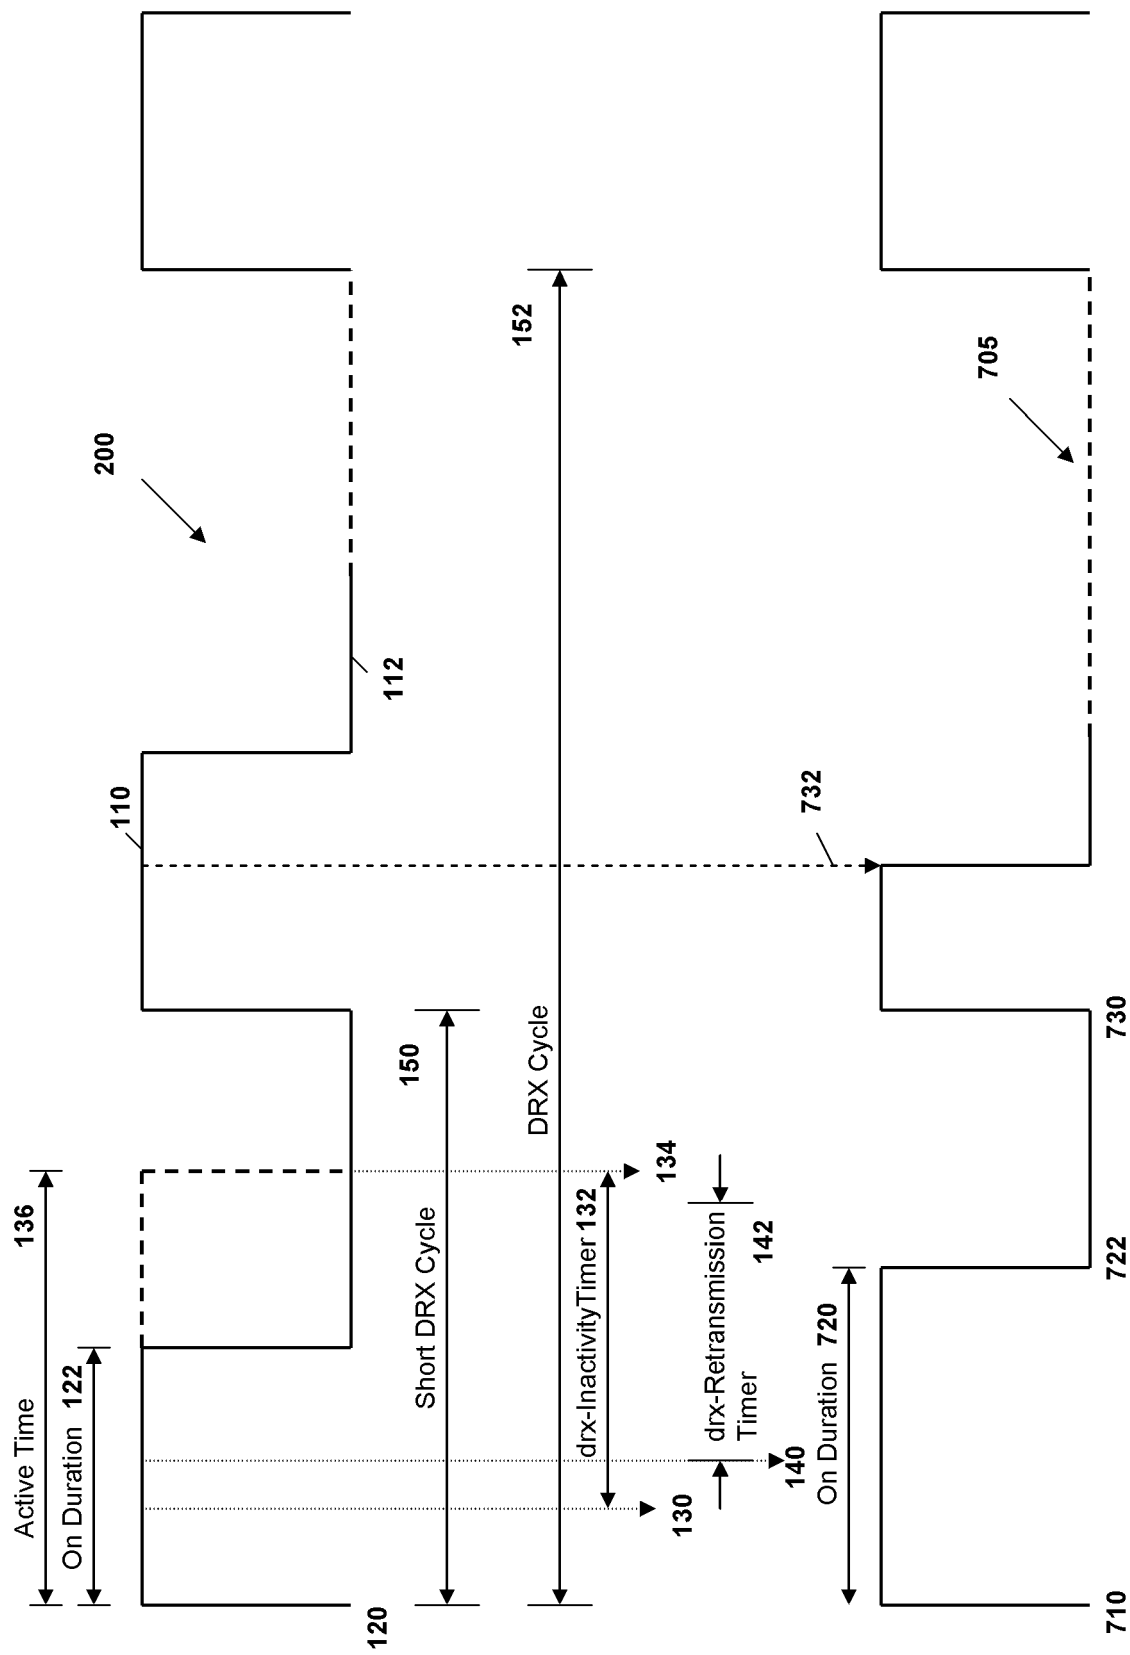 Active Time 136
On Duration 122
110
200
120
112
Short DRX Cycle
150
DRX Cycle
152
drx-InactivityTimer 132
130
134
drx-Retransmission
Timer
142
140
On Duration 720
732
705
710
722
730